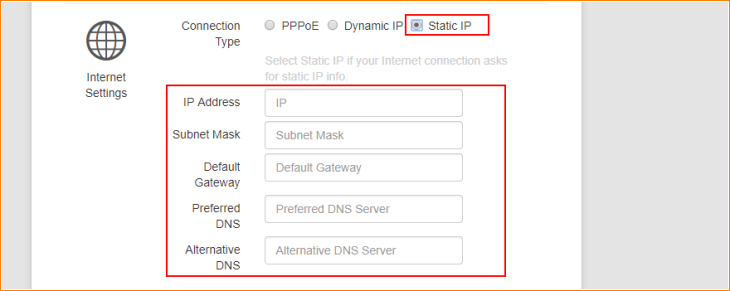 Connection Type
PPPoE
Dynamic IP
Static IP
Select Static IP if your Internet connection asks
for static IP info.
Internet
Settings
IP Address
IP
Subnet Mask
Subnet Mask
Default
Gateway
Default Gateway
Preferred
DNS
Preferred DNS Server
Alternative
DNS
Alternative DNS Server